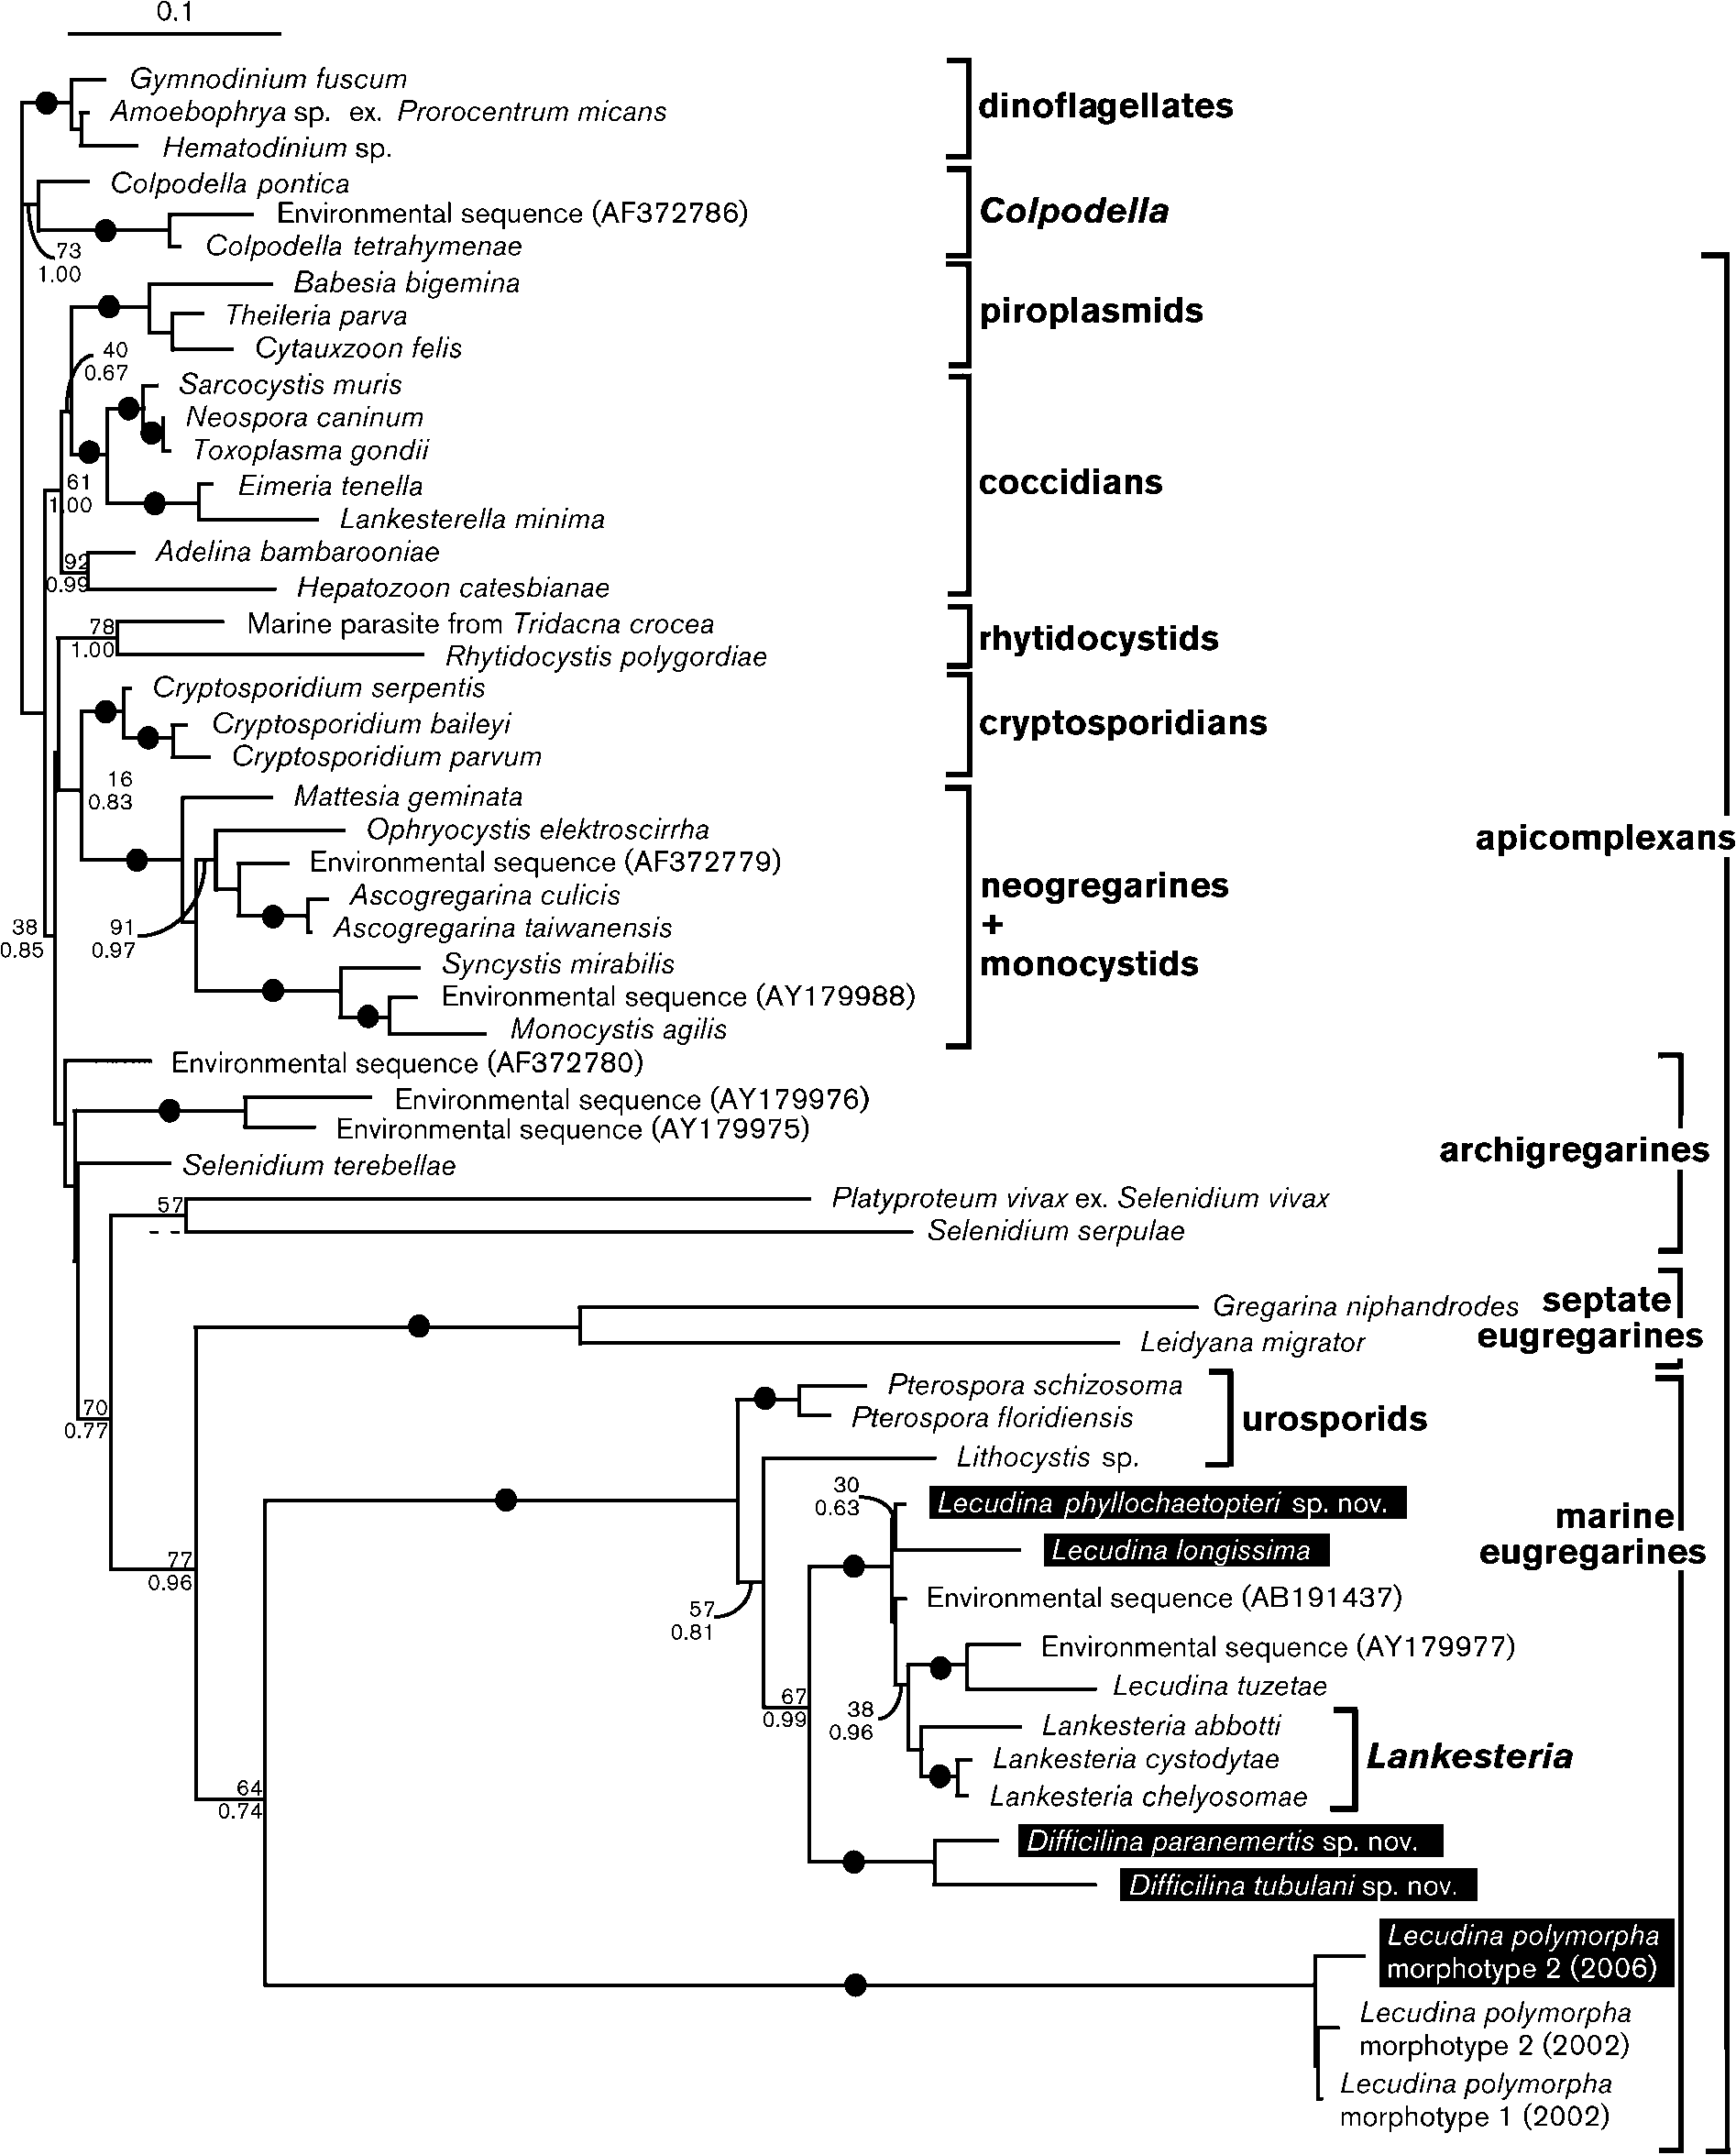 0.1
Gymnodinium fuscum
Amoebophrya sp. ex. Prorocentrum micans
Hematodinium sp.
dinoflagellates
Colpodella pontica
Environmental sequence (AF372786)
Colpodella tetrahymenae
Colpodella
73
1.00
Babesia bigemina
Theileria parva
Cytauxzoon felis
piroplasmids
40
0.67
Sarcocystis muris
Neospora caninum
Toxoplasma gondii
61
1.00
Eimeria tenella
Lankesterella minima
coccidians
Adelina bambarooniae
92
0.99
Hepatozoon catesbianae
78
1.00
Marine parasite from Tridacna crocea
Rhytidocystis polygordiae
rhytidocystids
Cryptosporidium serpentis
Cryptosporidium baileyi
Cryptosporidium parvum
cryptosporidians
16
0.83
Mattesia geminata
Ophryocystis elektroscirrha
Environmental sequence (AF372779)
Ascogregarina culicis
Ascogregarina taiwanensis
91
0.97
38
0.85
Syncystis mirabilis
Environmental sequence (AY179988)
Monocystis agilis
neogregarines
+
monocystids
apicomplexans
Environmental sequence (AF372780)
Environmental sequence (AY179976)
Environmental sequence (AY179975)
Selenidium terebellae
57
Platyproteum vivax ex. Selenidium vivax
Selenidium serpulae
archigregarines
Gregarina niphandrodes
Leidyana migrator
septate
eugregarines
70
0.77
Pterospora schizosoma
Pterospora floridiensis
Lithocystis sp.
urosporids
30
0.63
Lecudina phyllochaetopteri sp. nov.
Lecudina longissima
marine
eugregarines
77
0.96
Environmental sequence (AB191437)
57
0.81
Environmental sequence (AY179977)
Lecudina tuzetae
67
0.99
38
0.96
Lankesteria abbotti
Lankesteria cystodytae
Lankesteria chelyosomae
Lankesteria
64
0.74
Difficilina paranemertis sp. nov.
Difficilina tubulani sp. nov.
Lecudina polymorpha
morphotype 2 (2006)
Lecudina polymorpha
morphotype 2 (2002)
Lecudina polymorpha
morphotype 1 (2002)